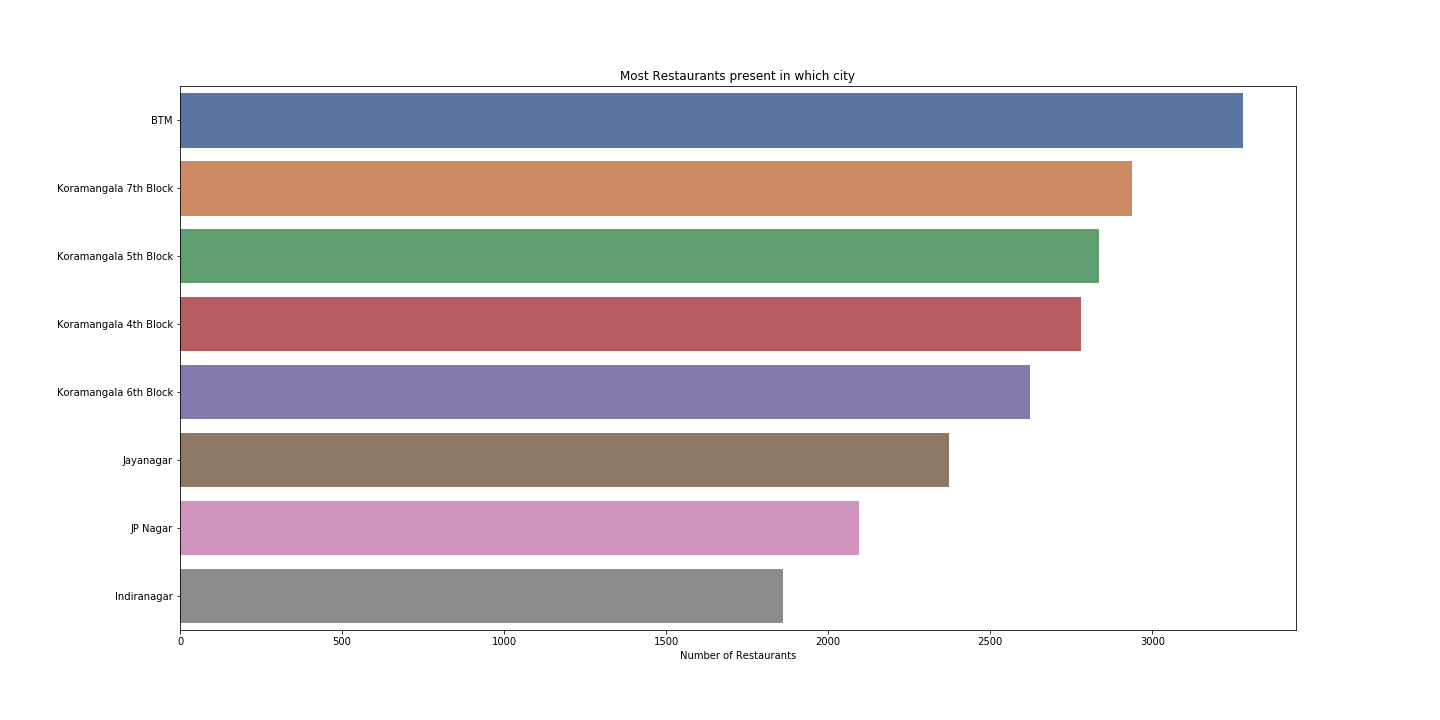 Most Restaurants present in which city
BTM
Koramangala 7th Block
Koramangala 5th Block
Koramangala 4th Block
Koramangala 6th Block
Jayanagar
JP Nagar
Indiranagar
0 500 1000 1500 2000 2500 3000
Number of Restaurants